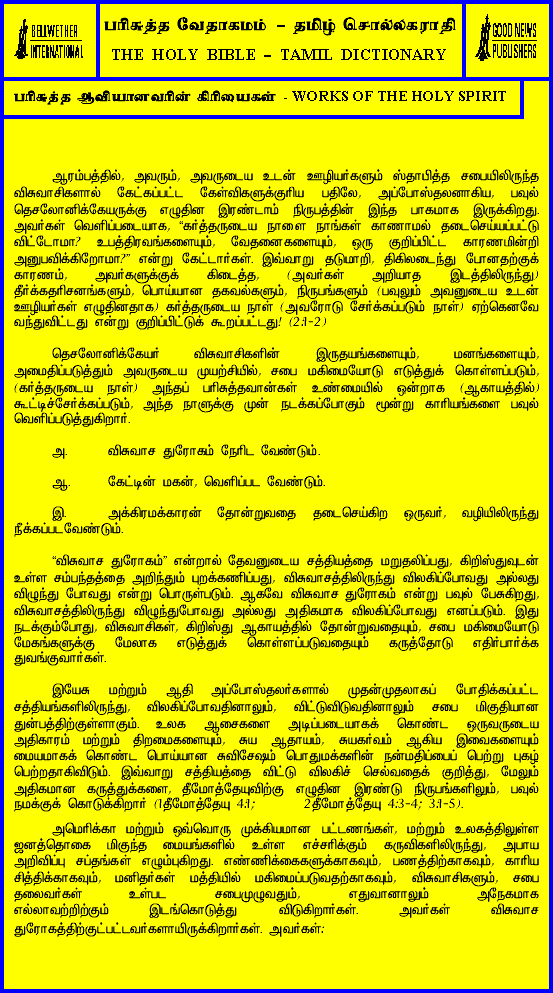 BELLWETHER
INTERNATIONAL
பரிசுத்த வேதாகமம் – தமிழ் சொல்லகராதி
THE HOLY BIBLE – TAMIL DICTIONARY
GOOD NEWS
PUBLISHERS
பரிசுத்த ஆவியானவரின் கிரியைகள் - WORKS OF THE HOLY SPIRIT
ஆரம்பத்தில், அவரும், அவருடைய உடன் ஊழியர்களும் ஸ்தாபித்த சபையிலிருந்த
விசுவாசிகளால் கேட்கப்பட்ட கேள்விகளுக்குரிய பதிலே, அப்போஸ்தலனாகிய, பவுல்
தெசலோனிக்கேயருக்கு எழுதின இரண்டாம் நிருபத்தின் இந்த பாகமாக இருக்கிறது.
அவர்கள் வெளிப்படையாக, “கர்த்தருடைய நாளை நாங்கள் காணாமல் தடைசெய்யப்பட்டு
விட்டோமா? உபத்திரவங்களையும், வேதனைகளையும், ஒரு குறிப்பிட்ட காரணமின்றி
அனுபவிக்கிறோமா?” என்று கேட்டார்கள். இவ்வாறு தடுமாறி, திகிலடைந்து போனதற்குக்
காரணம், அவர்களுக்குக் கிடைத்த, (அவர்கள் அறியாத இடத்திலிருந்து)
தீர்க்கதரிசனங்களும், பொய்யான தகவல்களும், நிருபங்களும் (பவுலும் அவனுடைய உடன்
ஊழியர்கள் எழுதினதாக) கர்த்தருடைய நாள் (அவரோடு சேர்க்கப்படும் நாள்) ஏற்கெனவே
வந்துவிட்டது என்று குறிப்பிட்டுக் கூறப்பட்டது! (2:1-2)
தெசலோனிக்கேயர் விசுவாசிகளின் இருதயங்களையும், மனங்களையும்,
அமைதிப்படுத்தும் அவருடைய முயற்சியில், சபை மகிமையோடு எடுத்துக் கொள்ளப்படும்,
(கர்த்தருடைய நாள்) அந்தப் பரிசுத்தவான்கள் உண்மையில் ஒன்றாக (ஆகாயத்தில்)
கூட்டிச்சேர்க்கப்படும், அந்த நாளுக்கு முன் நடக்கப்போகும் மூன்று காரியங்களை பவுல்
வெளிப்படுத்துகிறார்.
அ. விசுவாச துரோகம் நேரிட வேண்டும்.
ஆ. கேட்டின் மகன், வெளிப்பட வேண்டும்.
இ. அக்கிரமக்காரன் தோன்றுவதை தடைசெய்கிற ஒருவர், வழியிலிருந்து
நீக்கப்படவேண்டும்.
“விசுவாச துரோகம்” என்றால் தேவனுடைய சத்தியத்தை மறுதலிப்பது, கிறிஸ்துவுடன்
உள்ள சம்பந்தத்தை அறிந்தும் புறக்கணிப்பது, விசுவாசத்திலிருந்து விலகிப்போவது அல்லது
விழுந்து போவது என்று பொருள்படும். ஆகவே விசுவாச துரோகம் என்று பவுல் பேசுகிறது,
விசுவாசத்திலிருந்து விழுந்துபோவது அல்லது அதிகமாக விலகிப்போவது எனப்படும். இது
நடக்கும்போது, விசுவாசிகள், கிறிஸ்து ஆகாயத்தில் தோன்றுவதையும், சபை மகிமையோடு
மேகங்களுக்கு மேலாக எடுத்துக் கொள்ளப்படுவதையும் கருத்தோடு எதிர்பார்க்க
துவங்குவார்கள்.
இயேசு மற்றும் ஆதி அப்போஸ்தலர்களால் முதன்முதலாகப் போதிக்கப்பட்ட
சத்தியங்களிலிருந்து, விலகிப்போவதினாலும், விட்டுவிடுவதினாலும் சபை மிகுதியான
துன்பத்திற்குள்ளாகும். உலக ஆசைகளை அடிப்படையாகக் கொண்ட ஒருவருடைய
அதிகாரம் மற்றும் திறமைகளையும், சுய ஆதாயம், சுயகர்வம் ஆகிய இவைகளையும்
மையமாகக் கொண்ட பொய்யான சுவிசேஷம் பொதுமக்களின் நன்மதிப்பைப் பெற்று புகழ்
பெற்றதாகிவிடும். இவ்வாறு சத்தியத்தை விட்டு விலகிச் செல்வதைக் குறித்து, மேலும்
அதிகமான கருத்துக்களை, தீமோத்தேயுவிற்கு எழுதின இரண்டு நிருபங்களிலும், பவுல்
நமக்குக் கொடுக்கிறார் (1தீமோத்தேயு 4:1; 2தீமோத்தேயு 4:3-4; 3:1-5).
அமெரிக்கா மற்றும் ஒவ்வொரு முக்கியமான பட்டணங்கள், மற்றும் உலகத்திலுள்ள
ஜனத்தொகை மிகுந்த மையங்களில் உள்ள எச்சரிக்கும் கருவிகளிலிருந்து, அபாய
அறிவிப்பு சப்தங்கள் எழும்புகிறது. எண்ணிக்கைகளுக்காகவும், பணத்திற்காகவும், காரிய
சித்திக்காகவும், மனிதர்கள் மத்தியில் மகிமைப்படுவதற்காகவும், விசுவாசிகளும், சபை
தலைவர்கள் உள்பட சபைமுழுவதும், எதுவானாலும் அநேகமாக
எல்லாவற்றிற்கும் இடங்கொடுத்து விடுகிறார்கள். அவர்கள் விசுவாச
துரோகத்திற்குட்பட்டவர்களாயிருக்கிறார்கள். அவர்கள்: